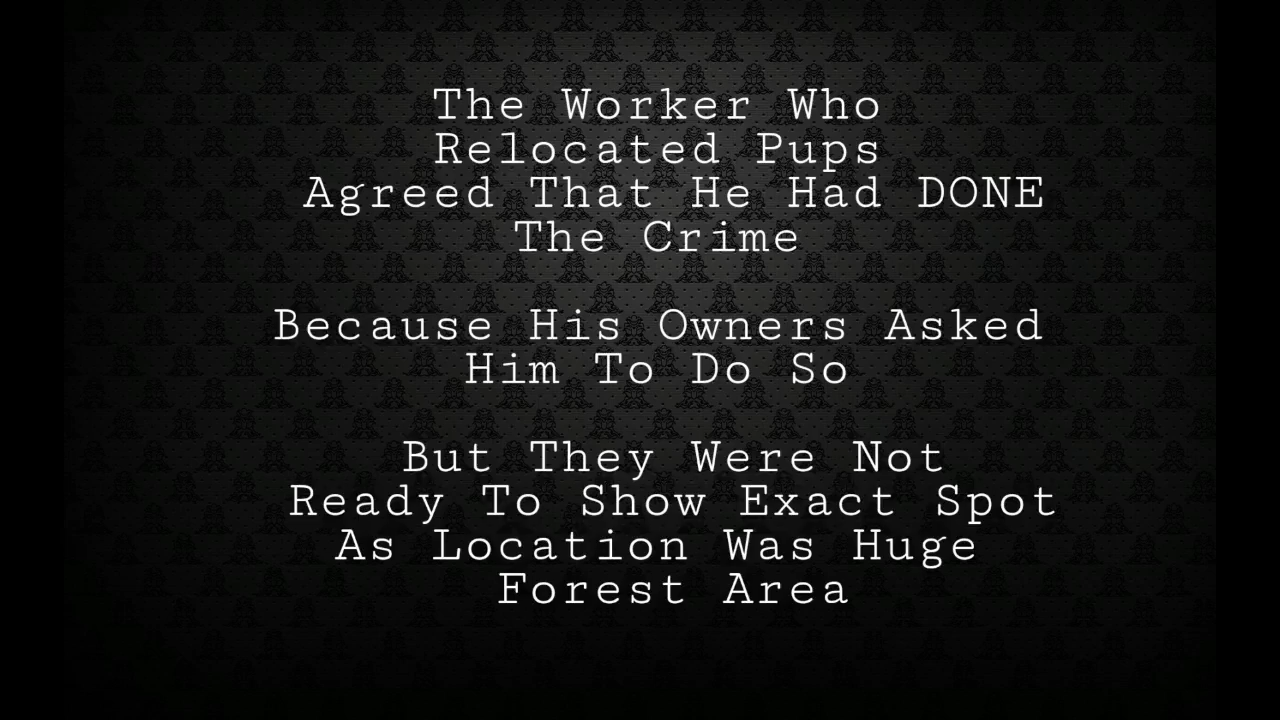 The Worker Who
Relocated Pups
Agreed That He Had DONE
The Crime
Because His Owners Asked
Him To Do So
But They Were Not
Ready To Show Exact Spot
As Location Was Huge
Forest Area